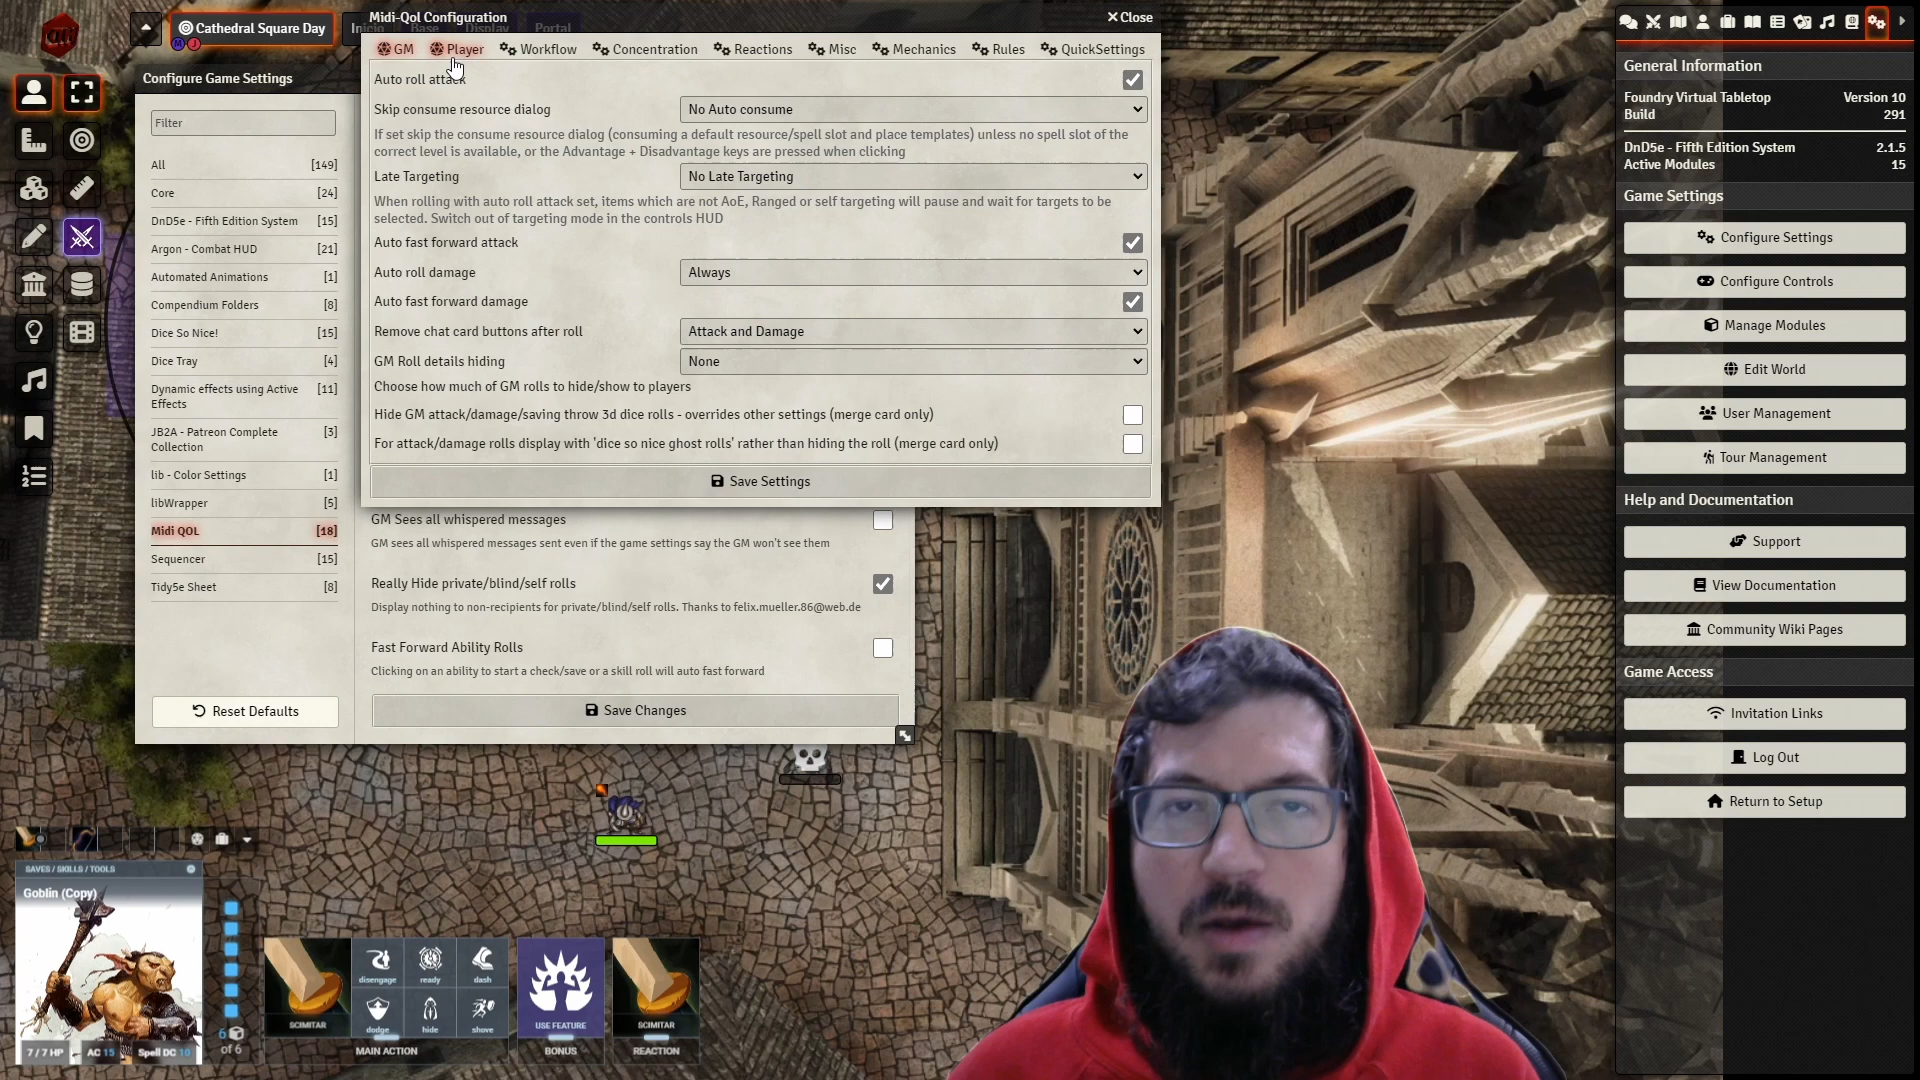 Cathedral Square Day
M J
Início Base Display Portal
Midi-Qol Configuration
Close
GM Player Workflow Concentration Reactions Misc Mechanics Rules QuickSettings
Auto roll attack
Skip consume resource dialog No Auto consume
If set skip the consume resource dialog (consuming a default resource/spell slot and place templates) unless no spell slot of the
correct level is available, or the Advantage + Disadvantage keys are pressed when clicking
Late Targeting No Late Targeting
When rolling with auto roll attack set, items which are not AoE, Ranged or self targeting will pause and wait for targets to be
selected. Switch out of targeting mode in the controls HUD
Auto fast forward attack
Auto roll damage Always
Auto fast forward damage
Remove chat card buttons after roll Attack and Damage
GM Roll details hiding None
Choose how much of GM rolls to hide/show to players
Hide GM attack/damage/saving throw 3d dice rolls - overrides other settings (merge card only)
For attack/damage rolls display with 'dice so nice ghost rolls' rather than hiding the roll (merge card only)
Save Settings
Configure Game Settings
Filter
All [149]
Core [24]
DnD5e - Fifth Edition System [15]
Argon - Combat HUD [21]
Automated Animations [1]
Compendium Folders [8]
Dice So Nice! [15]
Dice Tray [4]
Dynamic effects using Active [11]
Effects
JB2A - Patreon Complete [3]
Collection
lib - Color Settings [1]
libWrapper [5]
Midi QOL [18]
Sequencer [15]
Tidy5e Sheet [8]
Reset Defaults
GM Sees all whispered messages
GM sees all whispered messages sent even if the game settings say the GM won't see them
Really Hide private/blind/self rolls
Display nothing to non-recipients for private/blind/self rolls. Thanks to felix.mueller.86@web.de
Fast Forward Ability Rolls
Clicking on an ability to start a check/save or a skill roll will auto fast forward
Save Changes
General Information
Foundry Virtual Tabletop Version 10
Build 291
DnD5e - Fifth Edition System 2.1.5
Active Modules 15
Game Settings
Configure Settings
Configure Controls
Manage Modules
Edit World
User Management
Tour Management
Help and Documentation
Support
View Documentation
Community Wiki Pages
Game Access
Invitation Links
Log Out
Return to Setup
SAVES / SKILLS / TOOLS
Goblin (Copy)
7 / 7 HP AC 15 Spell DC 10
6
of 6
SCIMITAR
disengage ready dash
dodge hide shove
MAIN ACTION
USE FEATURE
BONUS
SCIMITAR
REACTION